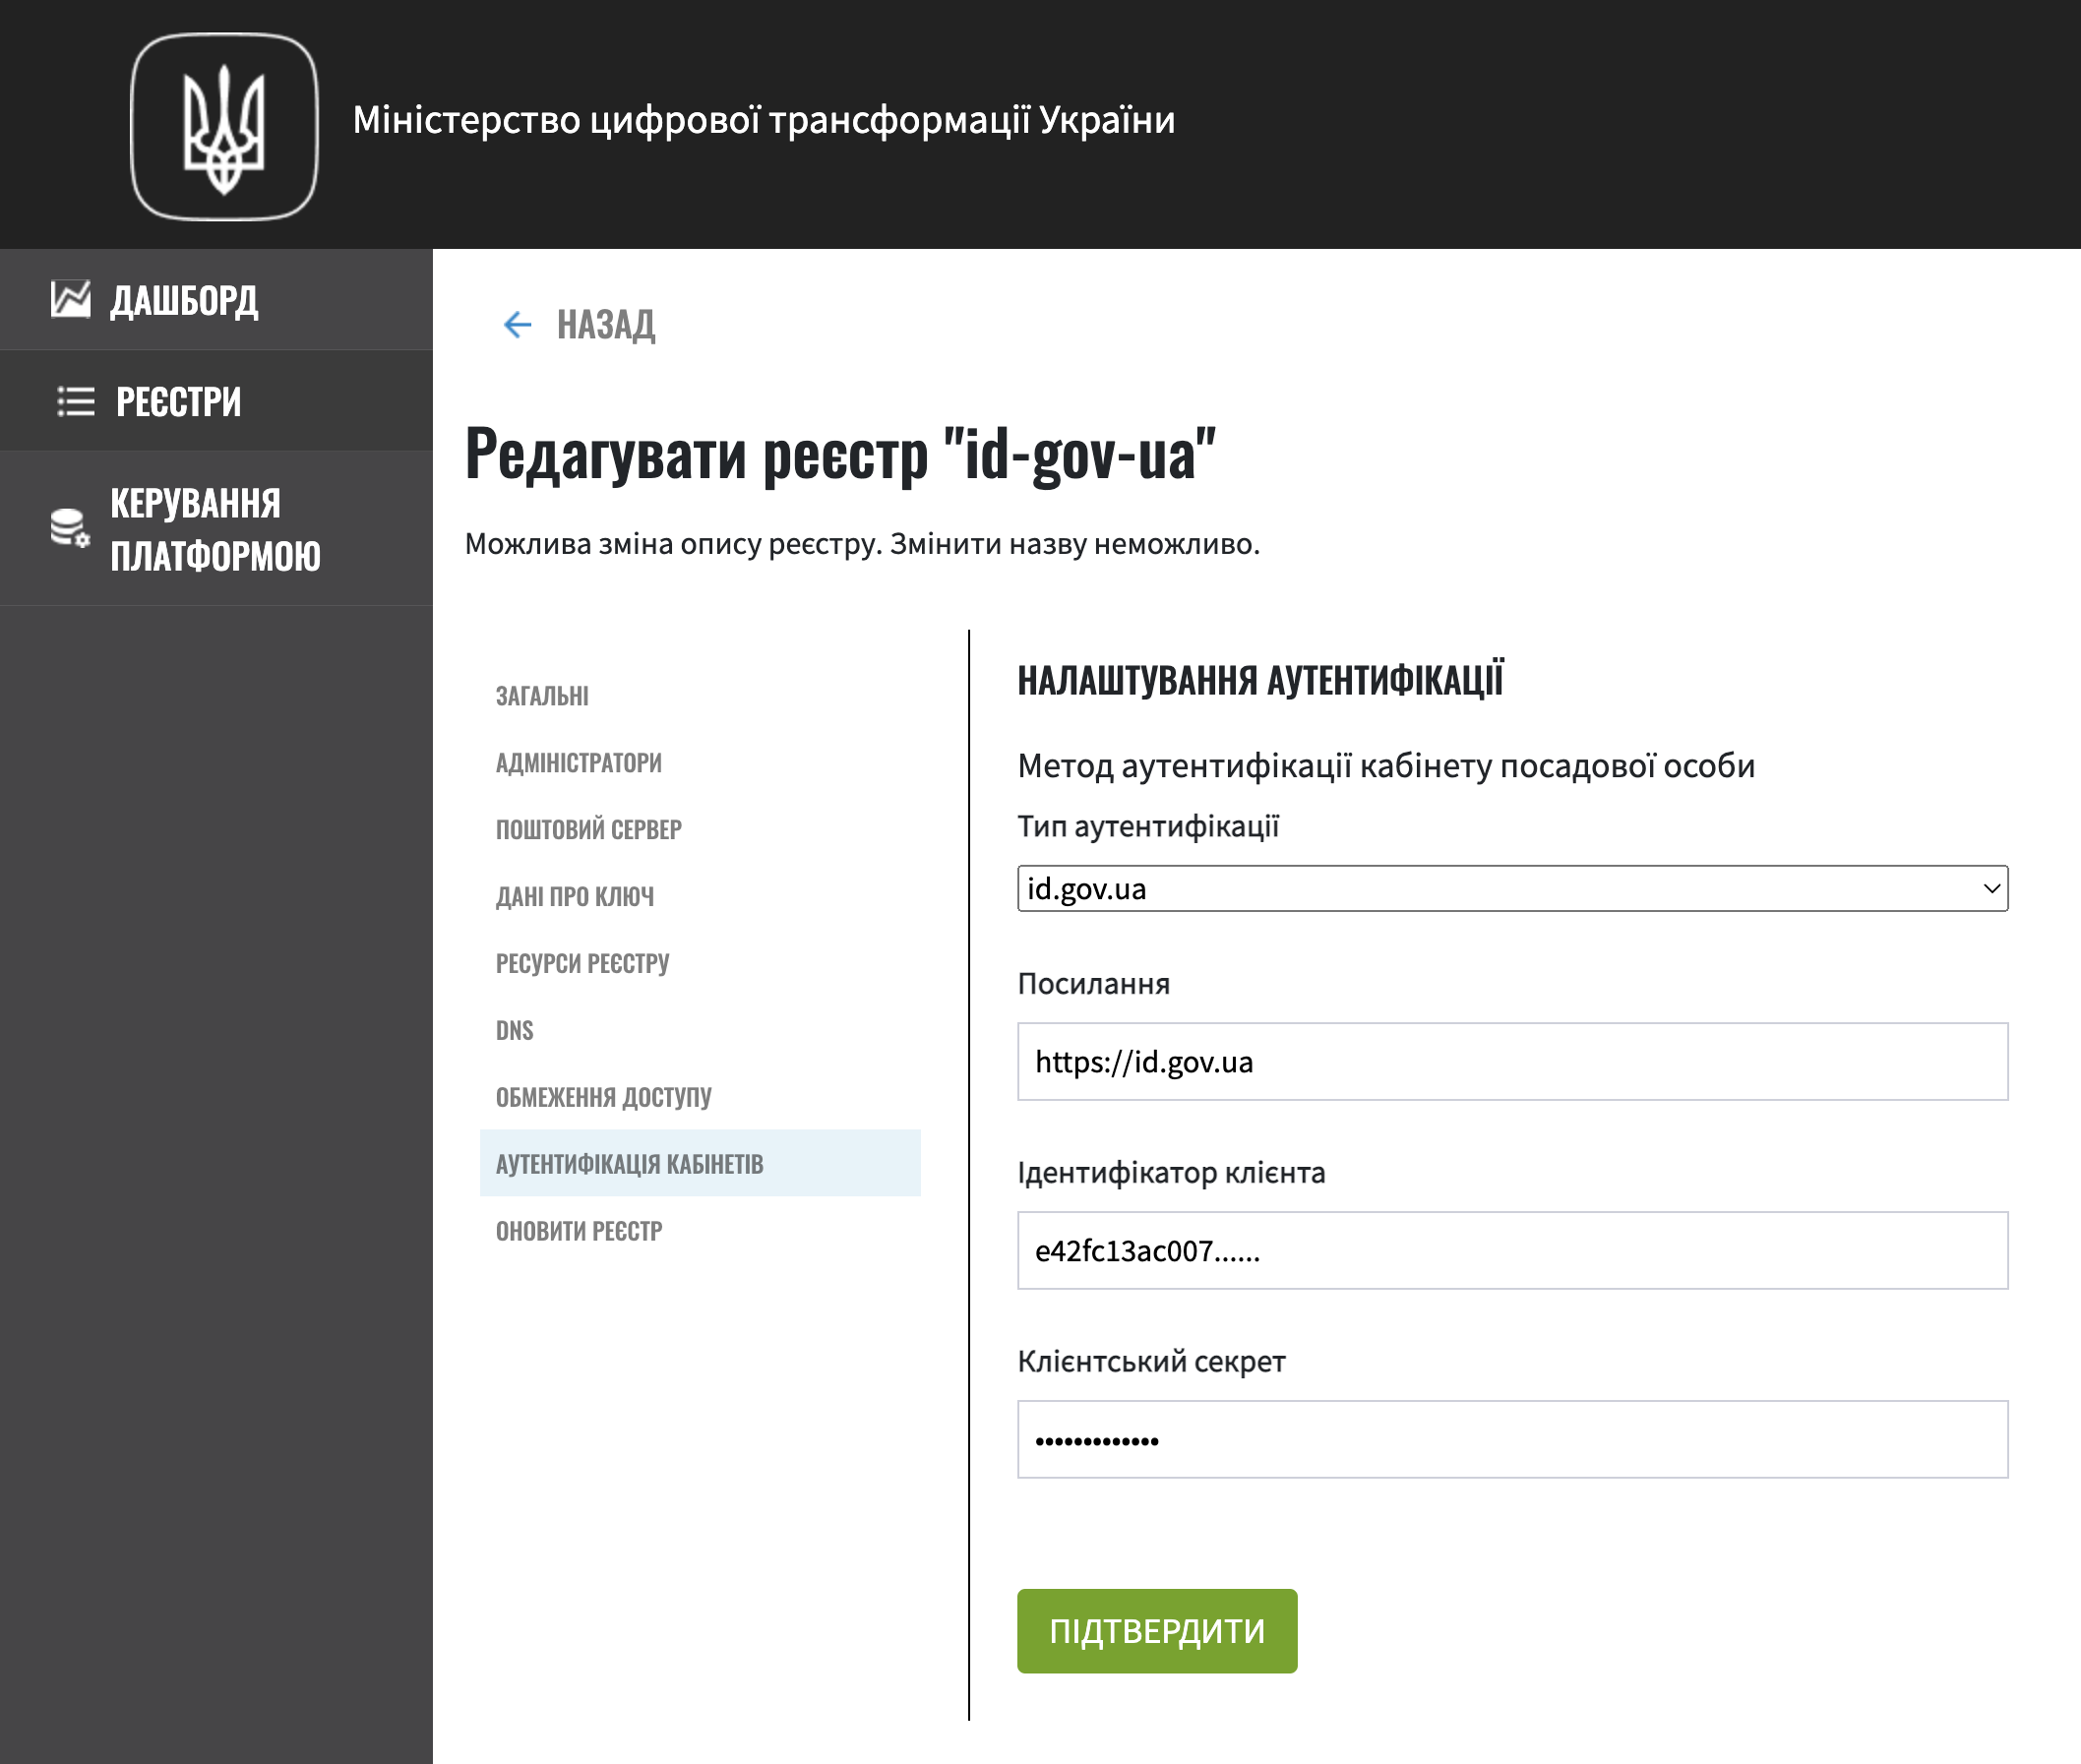 Міністерство цифрової трансформації України
ДАШБОРД
РЕЄСТРИ
КЕРУВАННЯ
ПЛАТФОРМОЮ
НАЗАД
Редагувати реєстр "id-gov-ua"
Можлива зміна опису реєстру. Змінити назву неможливо.
ЗАГАЛЬНІ
АДМІНІСТРАТОРИ
ПОШТОВИЙ СЕРВЕР
ДАНІ ПРО КЛЮЧ
РЕСУРСИ РЕЄСТРУ
DNS
ОБМЕЖЕННЯ ДОСТУПУ
АУТЕНТИФІКАЦІЯ КАБІНЕТІВ
ОНОВИТИ РЕЄСТР
НАЛАШТУВАННЯ АУТЕНТИФІКАЦІЇ
Метод аутентифікації кабінету посадової особи
Тип аутентифікації
id.gov.ua
Посилання
https://id.gov.ua
Ідентифікатор клієнта
e42fc13ac007......
Клієнтський секрет
•••••••••••••
ПІДТВЕРДИТИ